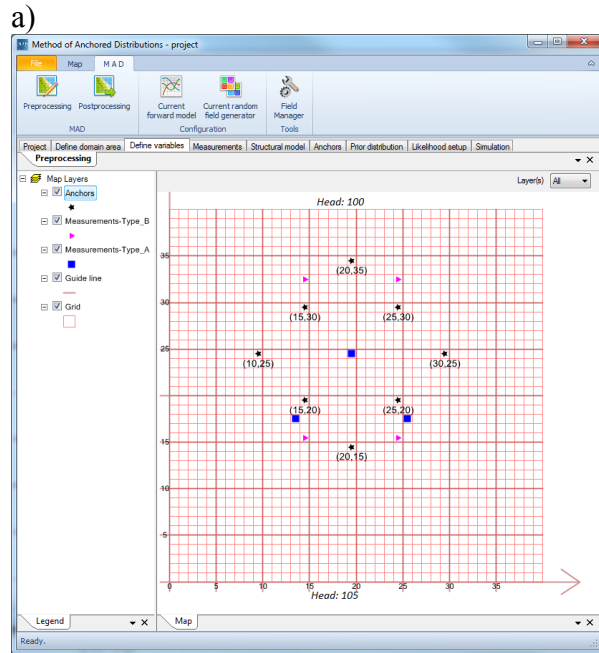 a)
Method of Anchored Distributions - project
File Map M A D
Preprocessing Postprocessing Current forward model Current random field generator Field Manager
MAD Configuration Tools
Project Define domain area Define variables Measurements Structural model Anchors Prior distribution Likelihood setup Simulation
Preprocessing
Map Layers
Anchors
Measurements-Type_B
Measurements-Type_A
Guide line
Grid
Layer(s) All
Head: 100
35
(20,35)
30
(15,30) (25,30)
25
(10,25) (30,25)
(15,20) (25,20)
15
(20,15)
5
0 5 10 15 20 25 30 35
Head: 105
Legend Map
Ready.